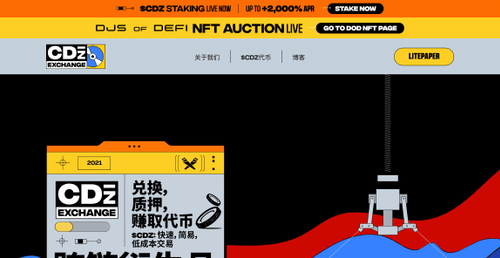 $CDZ STAKING LIVE NOW UP TO +2,000% APR STAKE NOW
DJS OF DEFI NFT AUCTION LIVE GO TO DOD NFT PAGE
CDZ
EXCHANGE
关于我们 $CDZ代币 博客
LITEPAPER
2021
CDZ
EXCHANGE
兑换,
质押,
赚取代币
$CDZ: 快速, 简易,
低成本交易